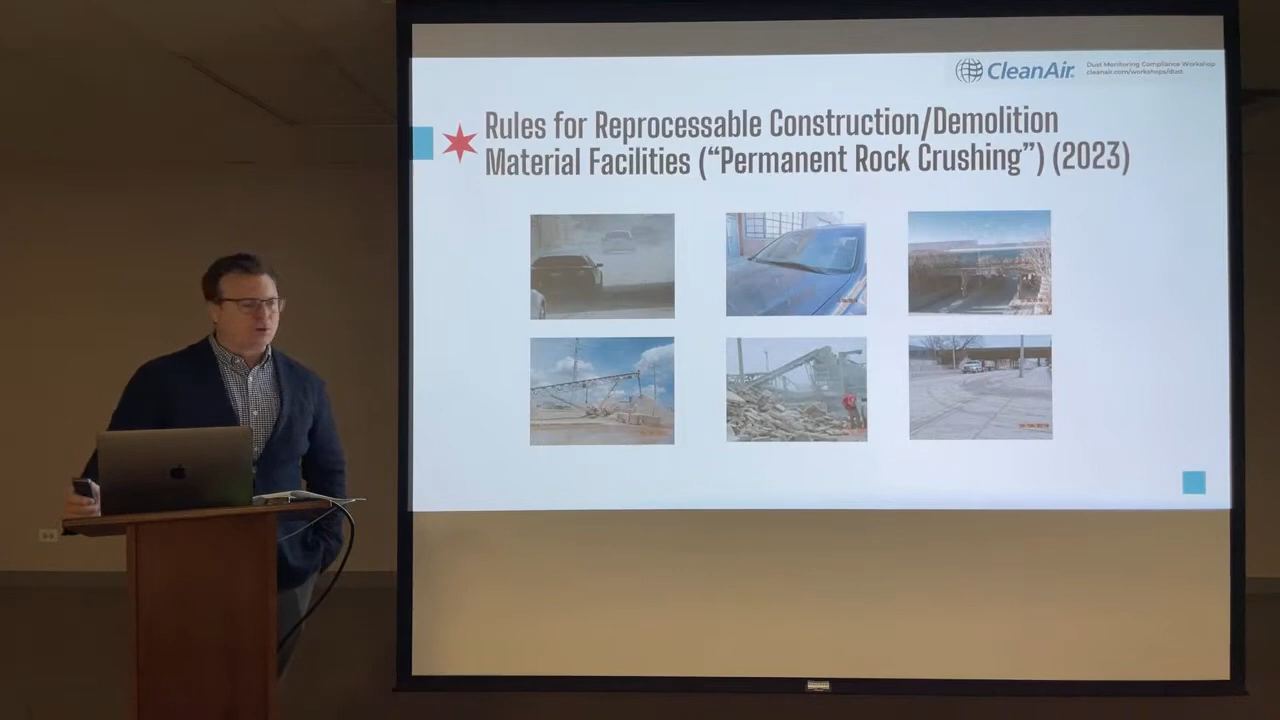 CleanAir.
Dust Monitoring Compliance Workshop
cleanair.com/workshops/dust
Rules for Reprocessable Construction/Demolition
Material Facilities (“Permanent Rock Crushing”) (2023)